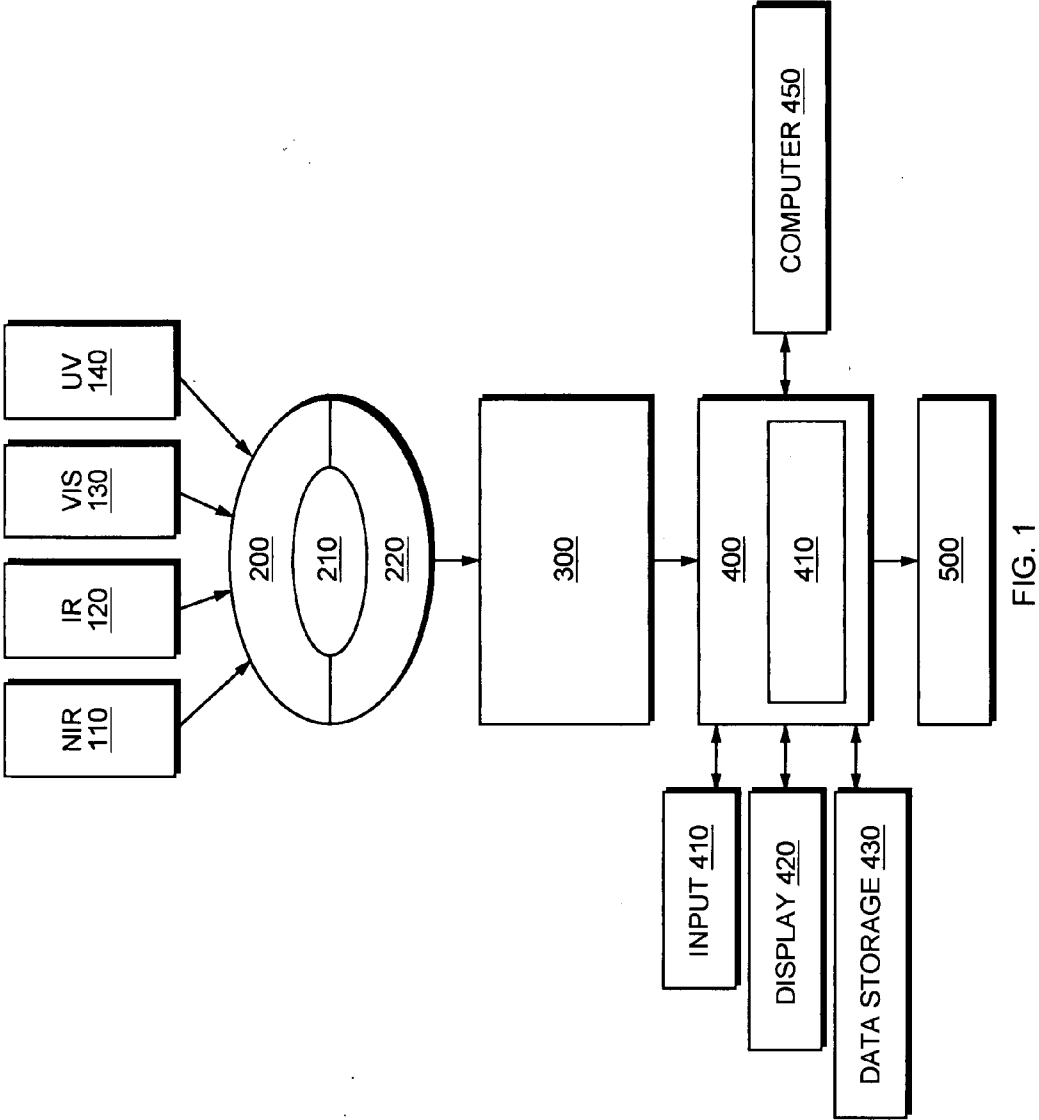 NIR
110
IR
120
VIS
130
UV
140
200
210
220
300
400
410
INPUT 410
DISPLAY 420
DATA STORAGE 430
COMPUTER 450
500
FIG. 1